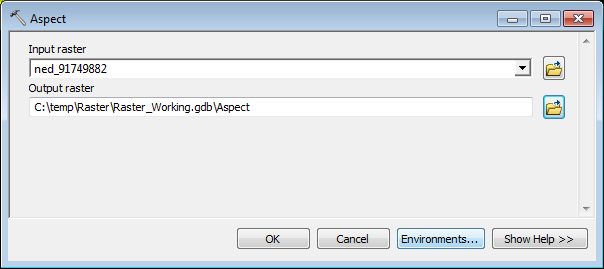 Aspect
Input raster
ned_91749882
Output raster
C:\temp\Raster\Raster_Working.gdb\Aspect
OK Cancel Environments... Show Help >>